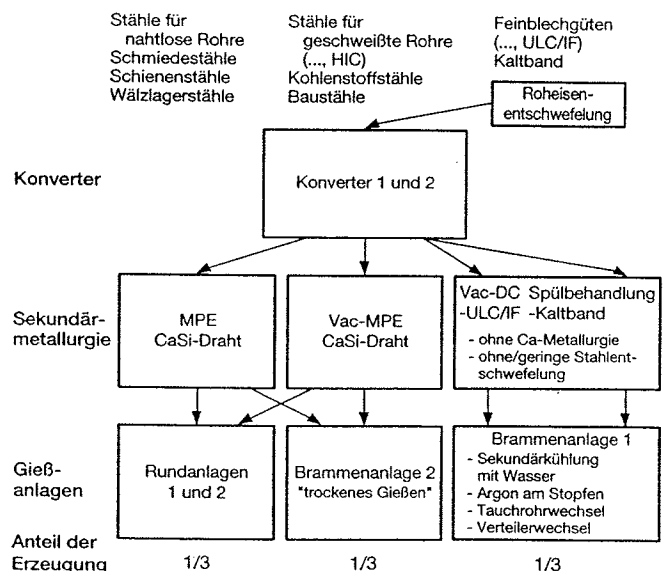 Stähle für
nahtlose Rohre
Schmiedestähle
Schienenstähle
Wälzlagerstähle
Stähle für
geschweißte Rohre
(..., HIC)
Kohlenstoffstähle
Baustähle
Feinblechgüten
(..., ULC/IF)
Kaltband
Roheisen-
entschwefelung
Konverter
Konverter 1 und 2
Sekundär-
metallurgie
MPE
CaSi-Draht
Vac-MPE
CaSi-Draht
Vac-DC Spülbehandlung
-ULC/IF -Kaltband
- ohne Ca-Metallurgie
- ohne/geringe Stahlent-
schwefelung
Gieß-
anlagen
Rundanlagen
1 und 2
Brammenanlage 2
"trockenes Gießen"
Brammenanlage 1
- Sekundärkühlung
mit Wasser
- Argon am Stopfen
- Tauchrohrwechsel
- Verteilerwechsel
Anteil der
Erzeugung
1/3
1/3
1/3